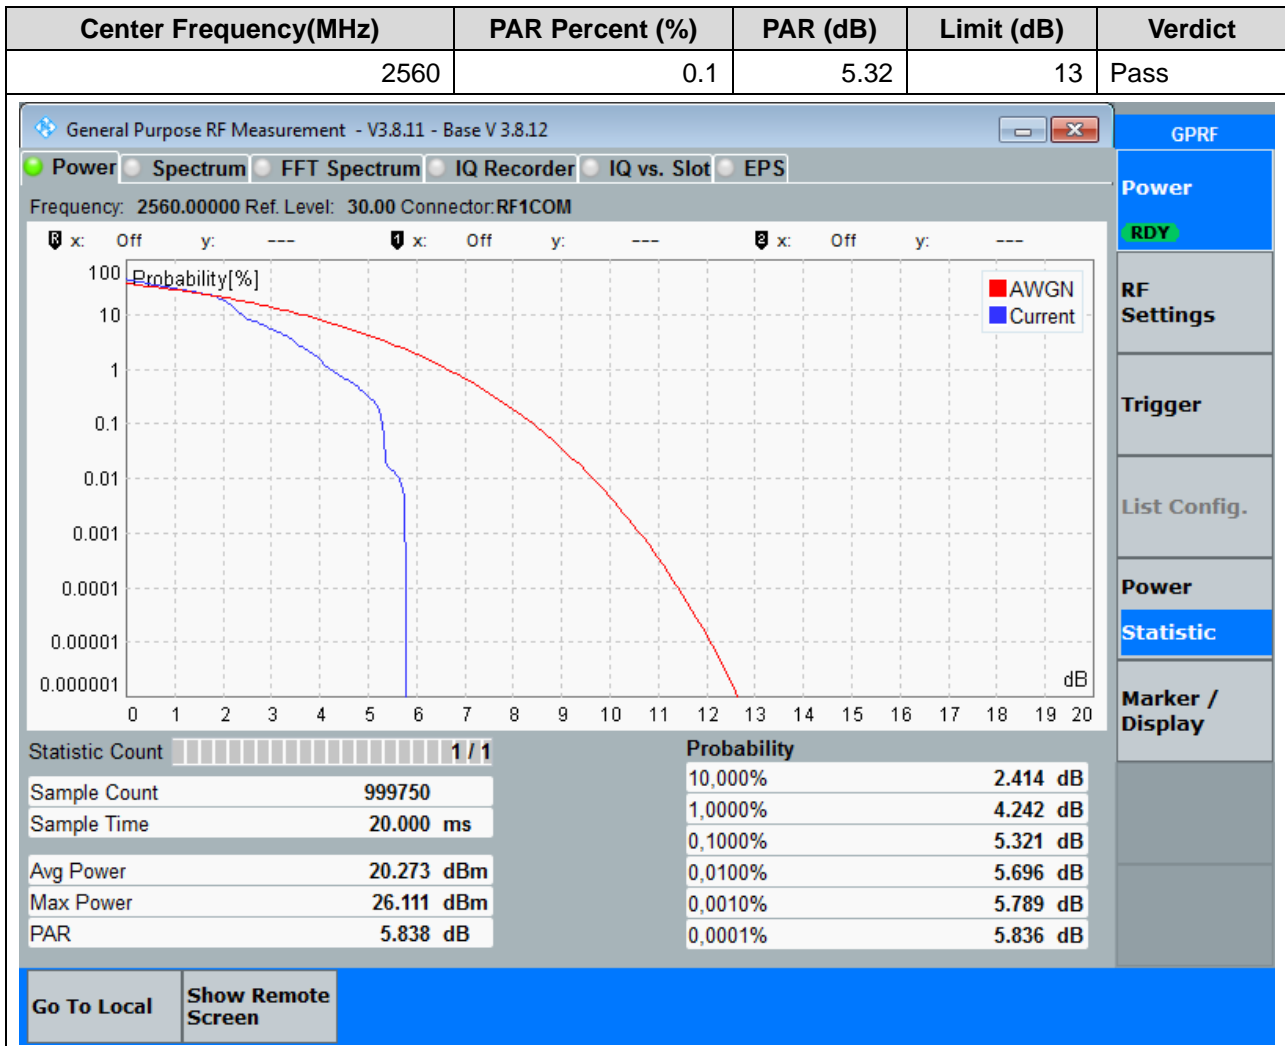 Center Frequency(MHz) PAR Percent (%) PAR (dB) Limit (dB) Verdict
2560 0.1 5.32 13 Pass
General Purpose RF Measurement - V3.8.11 - Base V 3.8.12
GPRF
Power Spectrum FFT Spectrum IQ Recorder IQ vs. Slot EPS
Frequency: 2560.00000 Ref. Level: 30.00 Connector: RF1COM
R x: Off y: --- 1 x: Off y: --- 2 x: Off y: ---
Probability[%]
AWGN
Current
100
10
1
0.1
0.01
0.001
0.0001
0.00001
0.000001
dB
0 1 2 3 4 5 6 7 8 9 10 11 12 13 14 15 16 17 18 19 20
Statistic Count 1 / 1
Sample Count 999750
Sample Time 20.000 ms
Avg Power 20.273 dBm
Max Power 26.111 dBm
PAR 5.838 dB
Probability
10,000% 2.414 dB
1,0000% 4.242 dB
0,1000% 5.321 dB
0,0100% 5.696 dB
0,0010% 5.789 dB
0,0001% 5.836 dB
Power
RDY
RF
Settings
Trigger
List Config.
Power
Statistic
Marker /
Display
Go To Local
Show Remote
Screen